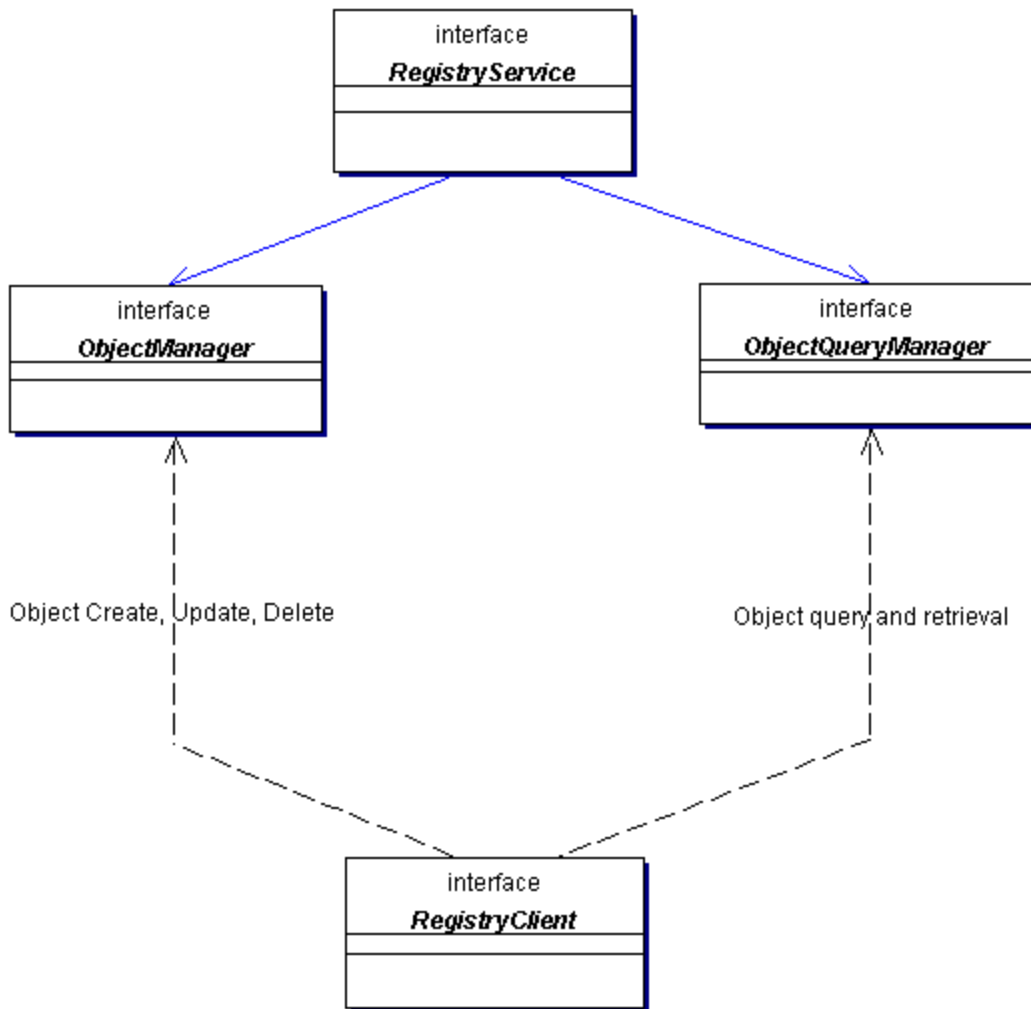 interface
RegistryService
interface
ObjectManager
interface
ObjectQueryManager
Object Create, Update, Delete
Object query and retrieval
interface
RegistryClient